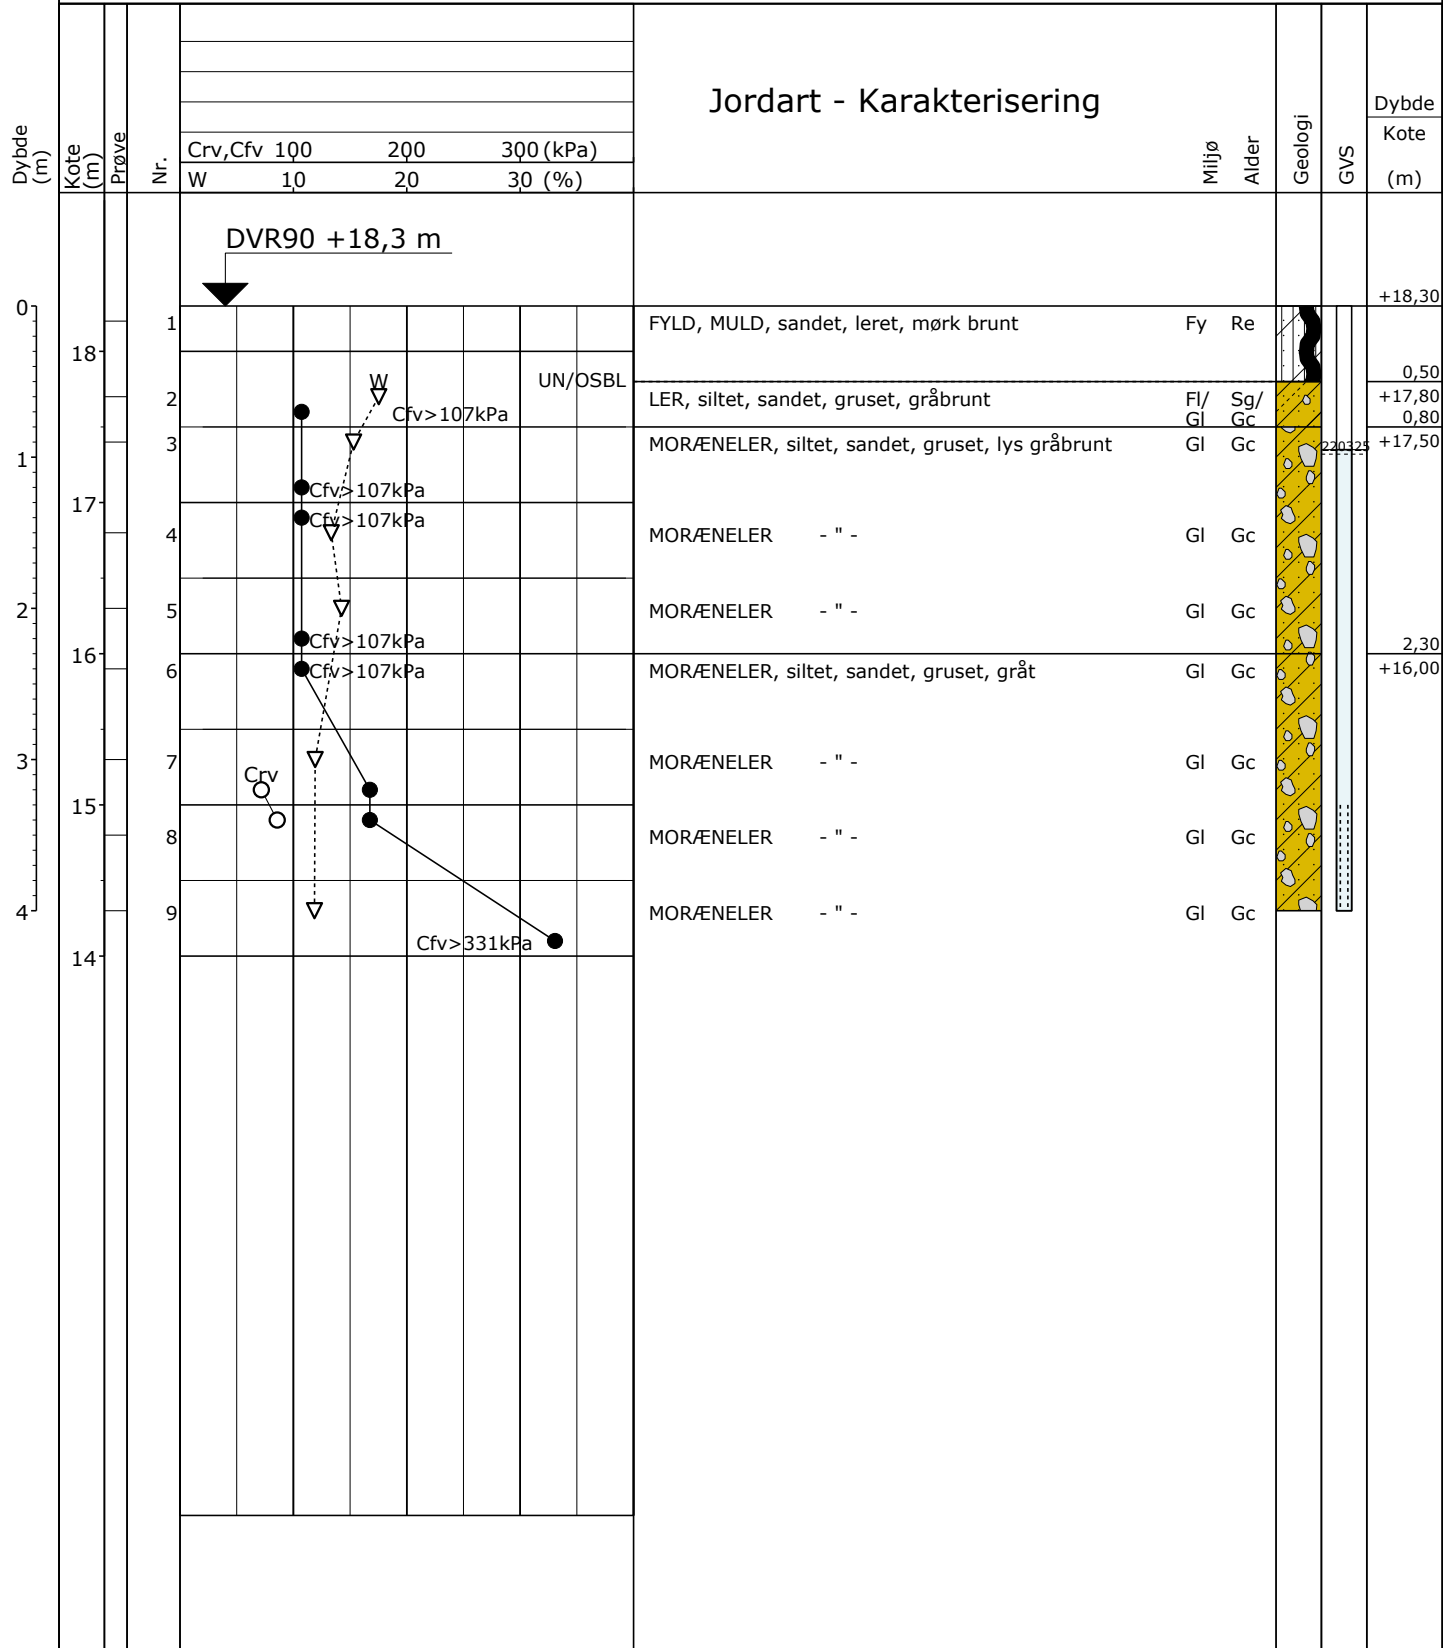 Dybde (m)
Kote (m)
Prøve
Nr.
Crv,Cfv 100 200 300 (kPa)
W 10 20 30 (%)
Jordart - Karakterisering
Miljø
Alder
Geologi
GVS
Dybde
Kote
(m)
DVR90 +18,3 m
0
+18,30
1 FYLD, MULD, sandet, leret, mørk brunt Fy Re
18
0,50
W UN/OSBL
2 LER, siltet, sandet, gruset, gråbrunt Fl/ Sg/ +17,80
Cfv>107kPa Gl Gc 0,80
3 MORÆNELER, siltet, sandet, gruset, lys gråbrunt Gl Gc 220325 +17,50
1
Cfv>107kPa
17
Cfv>107kPa
4 MORÆNELER - " - Gl Gc
2 5 MORÆNELER - " - Gl Gc
Cfv>107kPa 2,30
16
6 Cfv>107kPa MORÆNELER, siltet, sandet, gruset, gråt Gl Gc +16,00
3 7 MORÆNELER - " - Gl Gc
Crv
15
8 MORÆNELER - " - Gl Gc
4 9 MORÆNELER - " - Gl Gc
Cfv>331kPa
14